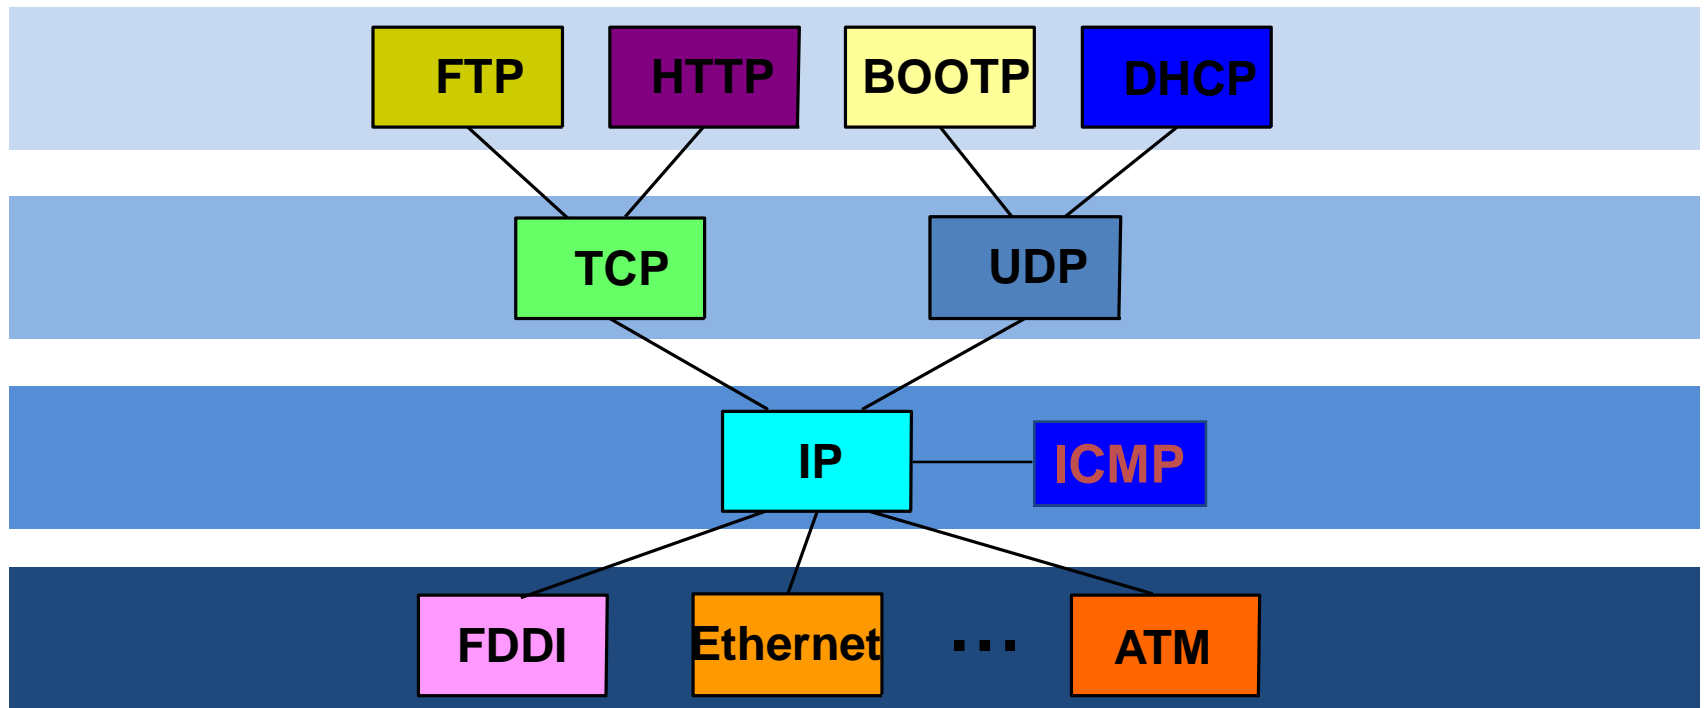 FTP
HTTP
BOOTP
DHCP
TCP
UDP
IP
ICMP
FDDI
Ethernet
...
ATM